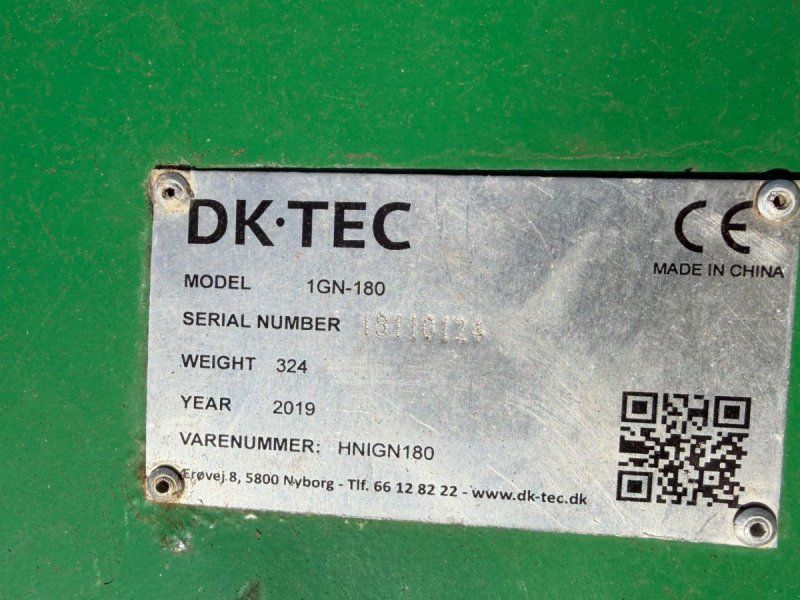 DK·TEC
CE
MADE IN CHINA
MODEL 1GN-180
SERIAL NUMBER
WEIGHT 324
YEAR 2019
VARENUMMER: HNIGN180
Ærøvej 8, 5800 Nyborg - Tlf. 66 12 82 22 - www.dk-tec.dk